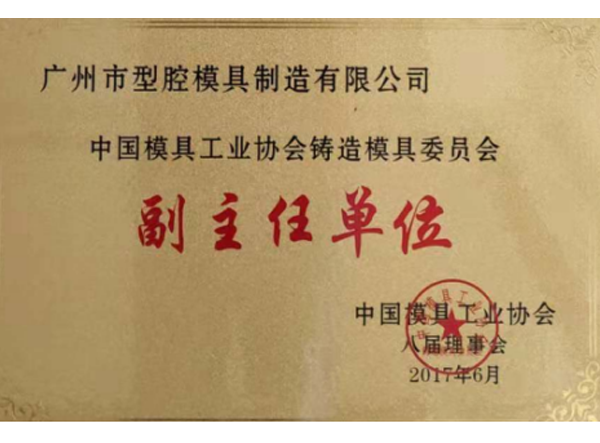 广州市型腔模具制造有限公司
中国模具工业协会铸造模具委员会
副主任单位
中国模具工业协会
八届理事会
2017年6月